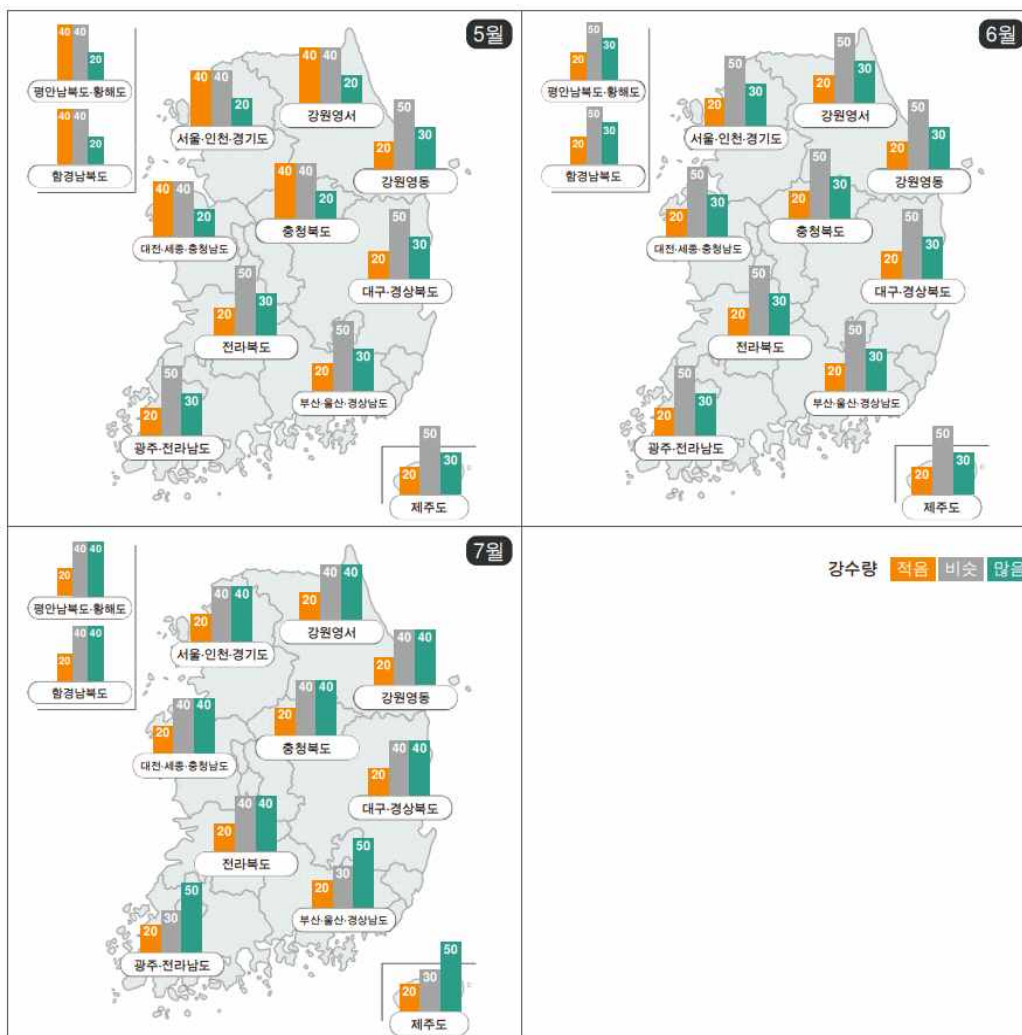 5월
40 40 20
평안남북도·황해도
40 40 20
함경남북도
40 40 20
서울·인천·경기도
40 40 20
강원영서
20 50 30
강원영동
40 40 20
대전·세종·충청남도
40 40 20
충청북도
20 50 30
대구·경상북도
20 50 30
전라북도
20 50 30
부산·울산·경상남도
20 50 30
광주·전라남도
20 50 30
제주도
6월
20 50 30
평안남북도·황해도
20 50 30
함경남북도
20 50 30
서울·인천·경기도
20 50 30
강원영서
20 50 30
강원영동
20 50 30
대전·세종·충청남도
20 50 30
충청북도
20 50 30
대구·경상북도
20 50 30
전라북도
20 50 30
부산·울산·경상남도
20 50 30
광주·전라남도
20 50 30
제주도
7월
20 40 40
평안남북도·황해도
20 40 40
함경남북도
20 40 40
서울·인천·경기도
20 40 40
강원영서
20 40 40
강원영동
20 40 40
대전·세종·충청남도
20 40 40
충청북도
20 40 40
대구·경상북도
20 40 40
전라북도
20 30 50
부산·울산·경상남도
20 30 50
광주·전라남도
20 30 50
제주도
강수량 적음 비슷 많음